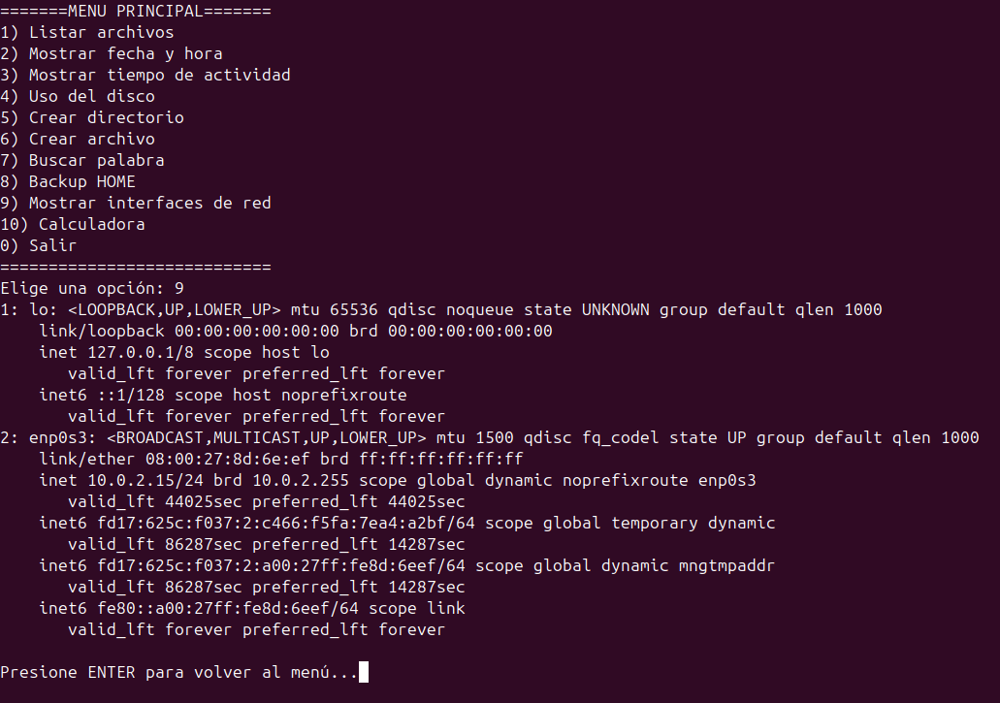 =======MENU PRINCIPAL=======
1) Listar archivos
2) Mostrar fecha y hora
3) Mostrar tiempo de actividad
4) Uso del disco
5) Crear directorio
6) Crear archivo
7) Buscar palabra
8) Backup HOME
9) Mostrar interfaces de red
10) Calculadora
0) Salir
============================
Elige una opción: 9
1: lo: <LOOPBACK,UP,LOWER_UP> mtu 65536 qdisc noqueue state UNKNOWN group default qlen 1000
    link/loopback 00:00:00:00:00:00 brd 00:00:00:00:00:00
    inet 127.0.0.1/8 scope host lo
       valid_lft forever preferred_lft forever
    inet6 ::1/128 scope host noprefixroute
       valid_lft forever preferred_lft forever
2: enp0s3: <BROADCAST,MULTICAST,UP,LOWER_UP> mtu 1500 qdisc fq_codel state UP group default qlen 1000
    link/ether 08:00:27:8d:6e:ef brd ff:ff:ff:ff:ff:ff
    inet 10.0.2.15/24 brd 10.0.2.255 scope global dynamic noprefixroute enp0s3
       valid_lft 44025sec preferred_lft 44025sec
    inet6 fd17:625c:f037:2:c466:f5fa:7ea4:a2bf/64 scope global temporary dynamic
       valid_lft 86287sec preferred_lft 14287sec
    inet6 fd17:625c:f037:2:a00:27ff:fe8d:6eef/64 scope global dynamic mngtmpaddr
       valid_lft 86287sec preferred_lft 14287sec
    inet6 fe80::a00:27ff:fe8d:6eef/64 scope link
       valid_lft forever preferred_lft forever

Presione ENTER para volver al menú...